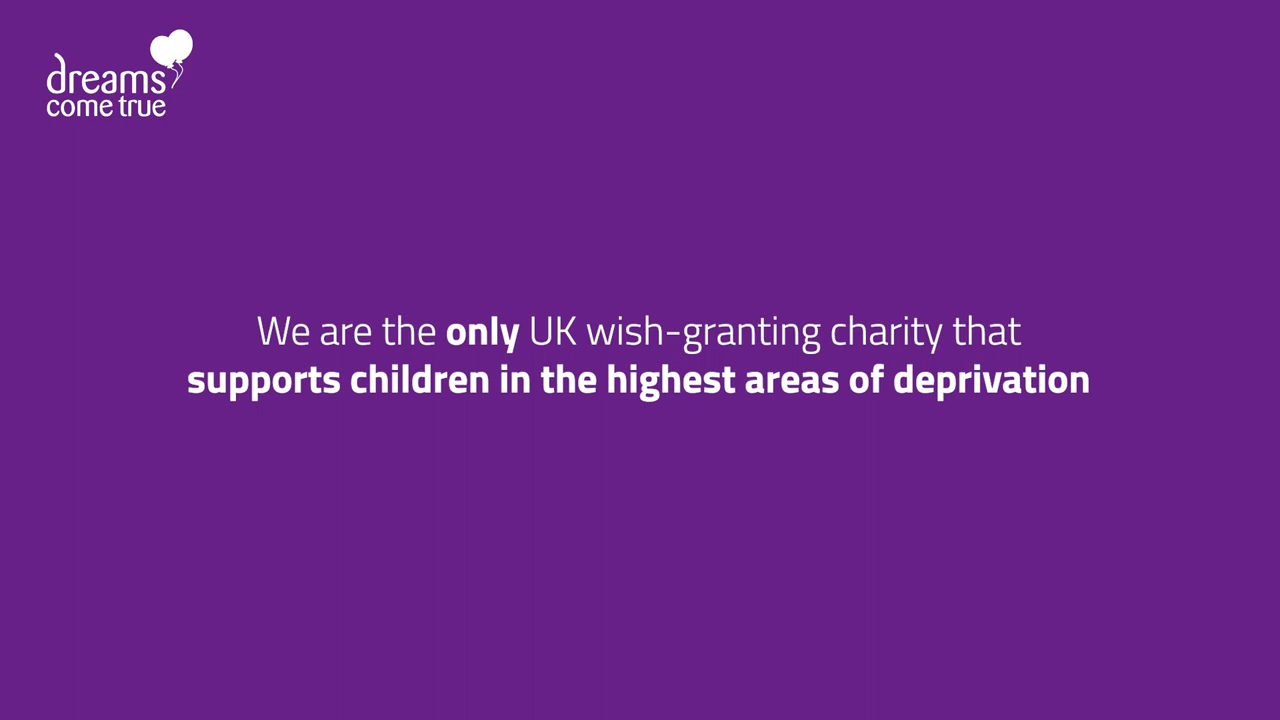 dreams
come true
We are the only UK wish-granting charity that
supports children in the highest areas of deprivation